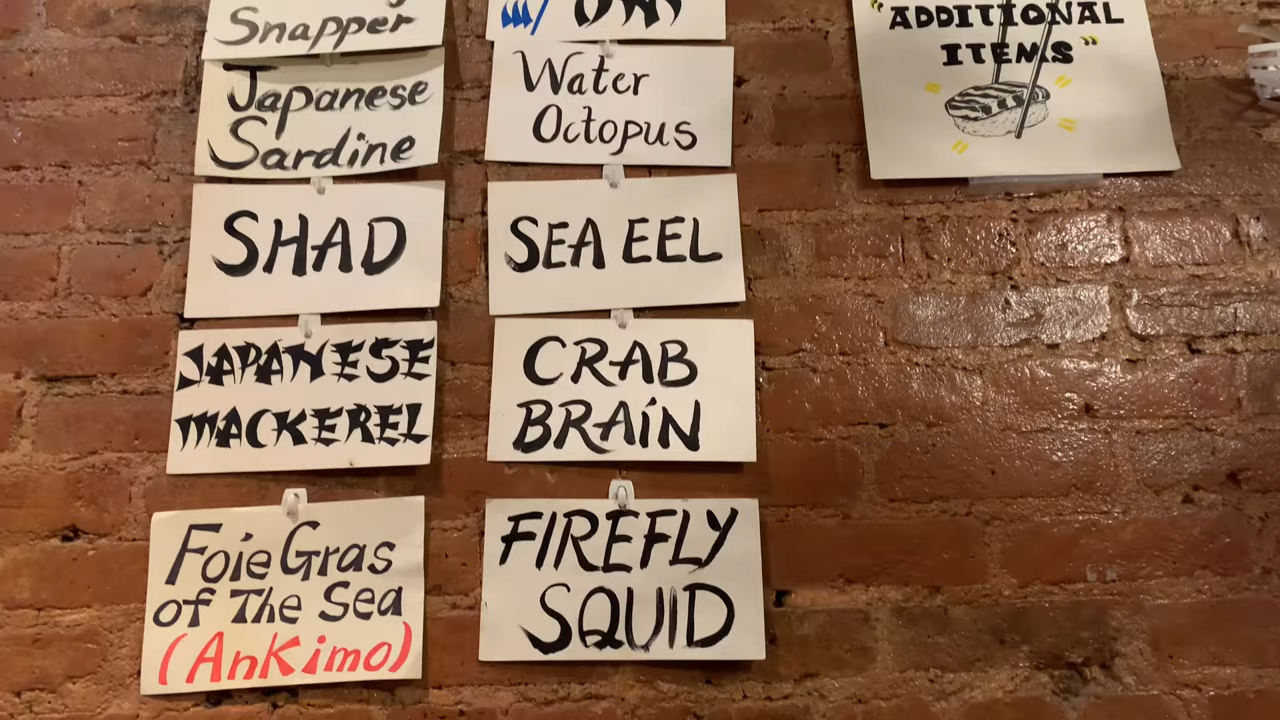 Snapper
Japanese
Sardine
SHAD
JAPANESE
MACKEREL
Foie Gras
of The Sea
(AnKimo)
w/
Water
Octopus
SEA EEL
CRAB
BRAiN
FIREFLY
SQUID
"ADDITIONAL
ITEMS"